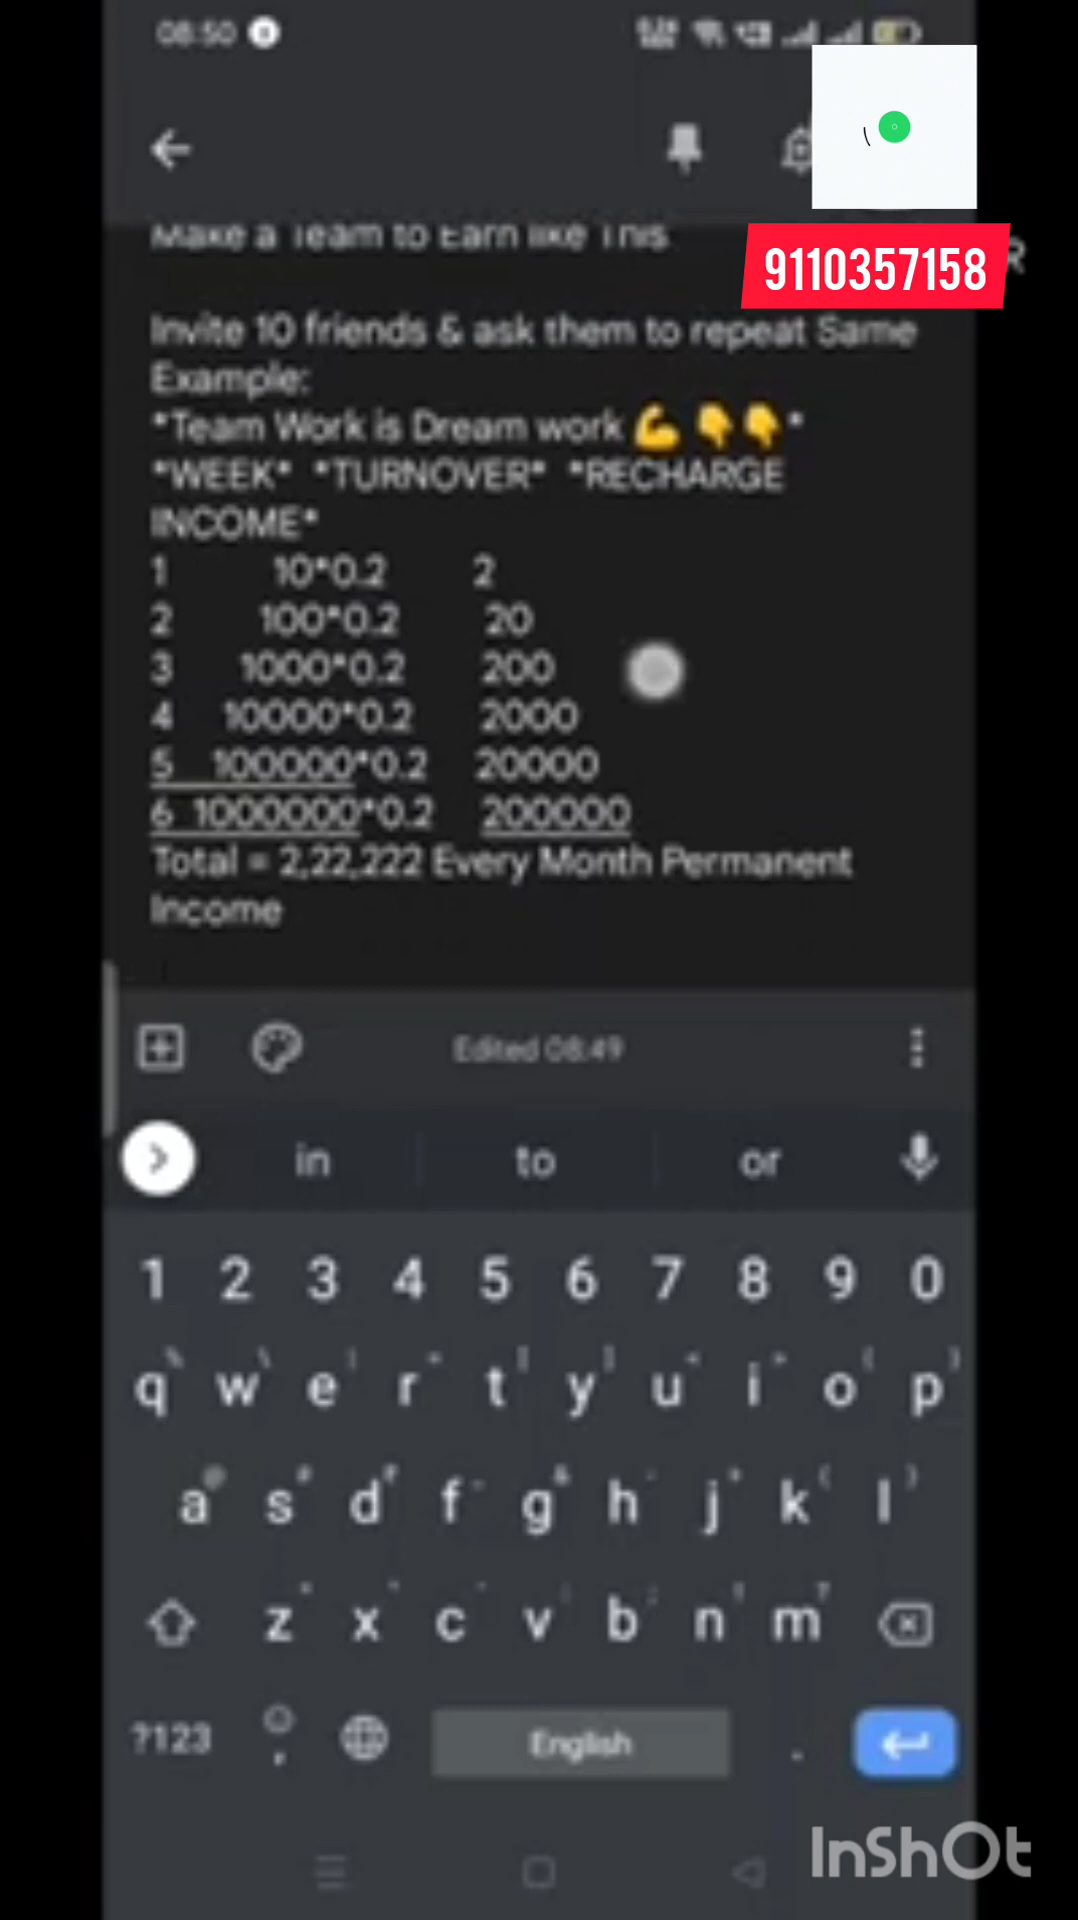 08:50
Make a Team to Earn like This
9110357158
R
Invite 10 friends & ask them to repeat Same
Example:
*Team Work is Dream work 💪 👇👇*
*WEEK* *TURNOVER* *RECHARGE
INCOME*
1 10*0.2 2
2 100*0.2 20
3 1000*0.2 200
4 10000*0.2 2000
5 100000*0.2 20000
6 1000000*0.2 200000
Total = 2,22,222 Every Month Permanent
Income
Edited 08:49
in to or
1 2 3 4 5 6 7 8 9 0
q w e r t y u i o p
a s d f g h j k l
z x c v b n m
?123 , English .
InShOt